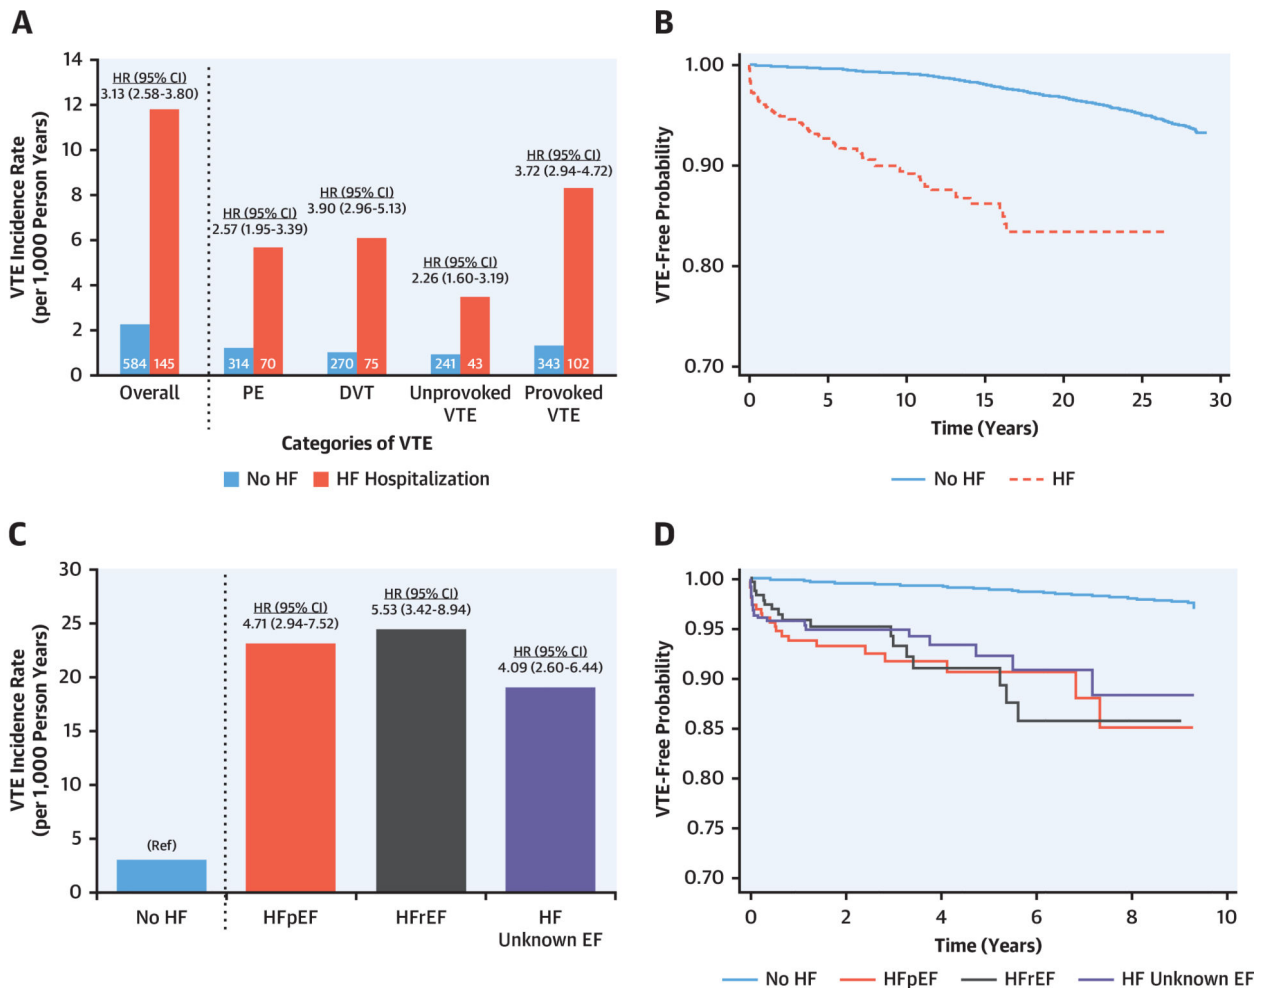 A
VTE Incidence Rate
(per 1,000 Person Years)
14
12
10
8
6
4
2
0
HR (95% CI)
3.13 (2.58-3.80)
HR (95% CI)
2.57 (1.95-3.39)
HR (95% CI)
3.90 (2.96-5.13)
HR (95% CI)
2.26 (1.60-3.19)
HR (95% CI)
3.72 (2.94-4.72)
584 145 314 70 270 75 241 43 343 102
Overall PE DVT Unprovoked Provoked
VTE VTE
Categories of VTE
No HF HF Hospitalization
B
VTE-Free Probability
1.00
0.90
0.80
0.70
0 5 10 15 20 25 30
Time (Years)
No HF HF
C
VTE Incidence Rate
(per 1,000 Person Years)
30
25
20
15
10
5
0
(Ref)
HR (95% CI)
4.71 (2.94-7.52)
HR (95% CI)
5.53 (3.42-8.94)
HR (95% CI)
4.09 (2.60-6.44)
No HF HFpEF HFrEF HF
Unknown EF
D
VTE-Free Probability
1.00
0.95
0.90
0.85
0.80
0.75
0.70
0 2 4 6 8 10
Time (Years)
No HF HFpEF HFrEF HF Unknown EF